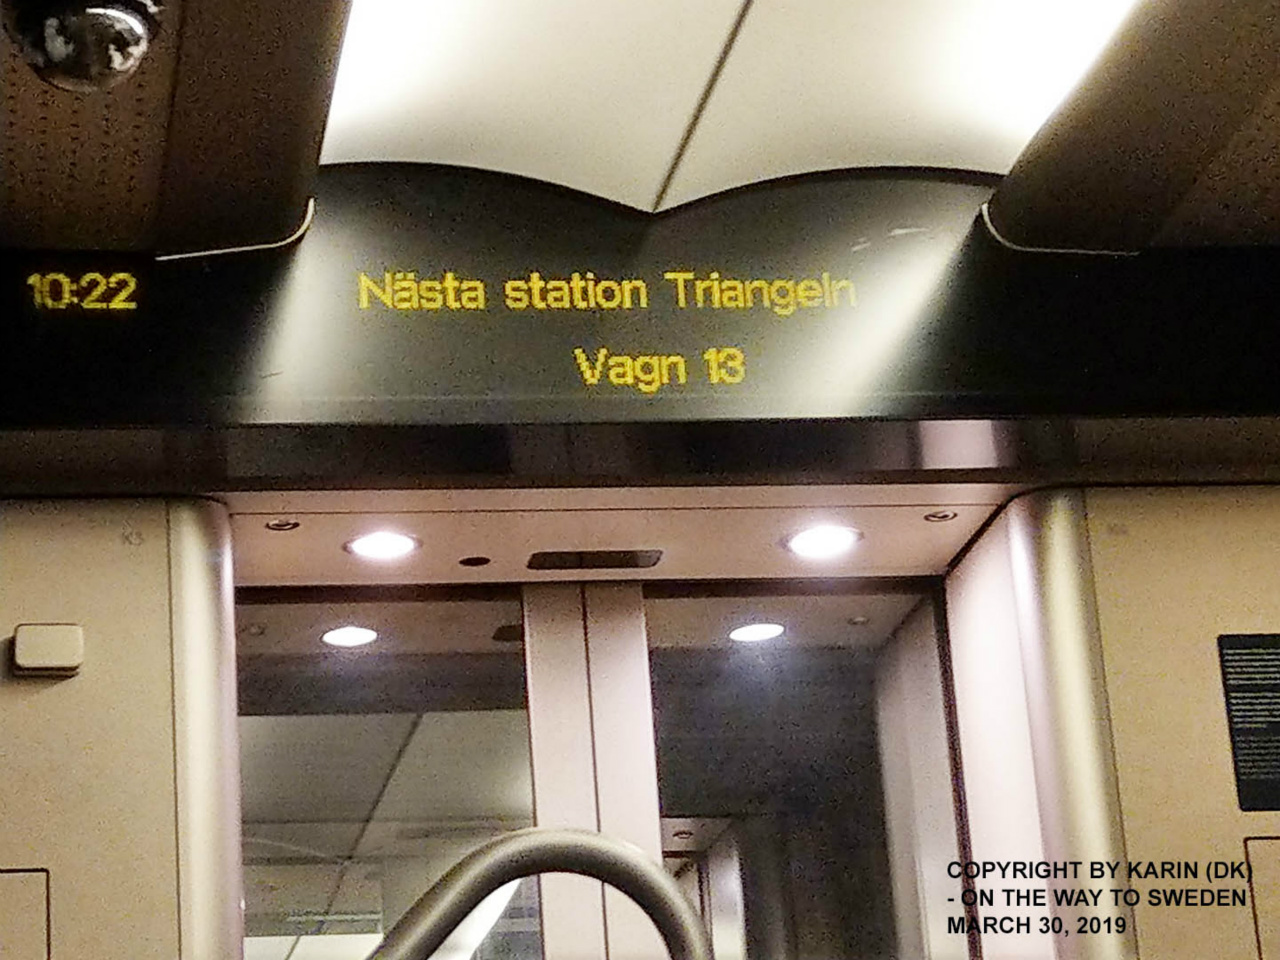 10:22
Nästa station Triangeln
Vagn 13
K3
COPYRIGHT BY KARIN (DK)
- ON THE WAY TO SWEDEN
MARCH 30, 2019